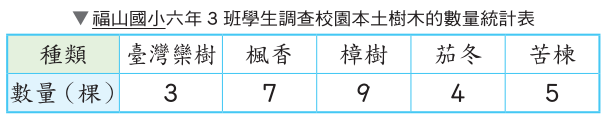 ▼福山國小六年 3 班學生調查校園本土樹木的數量統計表
種類 臺灣欒樹 楓香 樟樹 茄冬 苦楝
數量（棵） 3 7 9 4 5